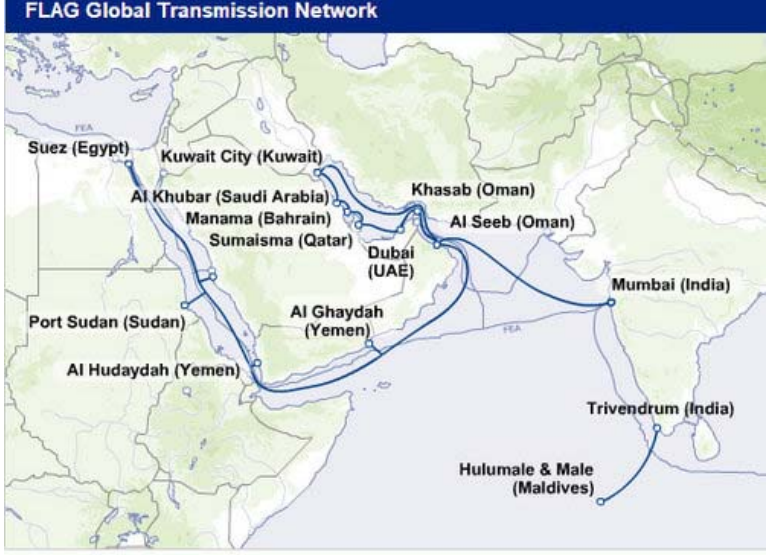 FLAG Global Transmission Network
FEA
Suez (Egypt)
Kuwait City (Kuwait)
Al Khubar (Saudi Arabia)
Khasab (Oman)
Manama (Bahrain)
Al Seeb (Oman)
Sumaisma (Qatar)
Dubai
(UAE)
Mumbai (India)
Al Ghaydah
(Yemen)
Port Sudan (Sudan)
FEA
Al Hudaydah (Yemen)
Trivendrum (India)
Hulumale & Male
(Maldives)